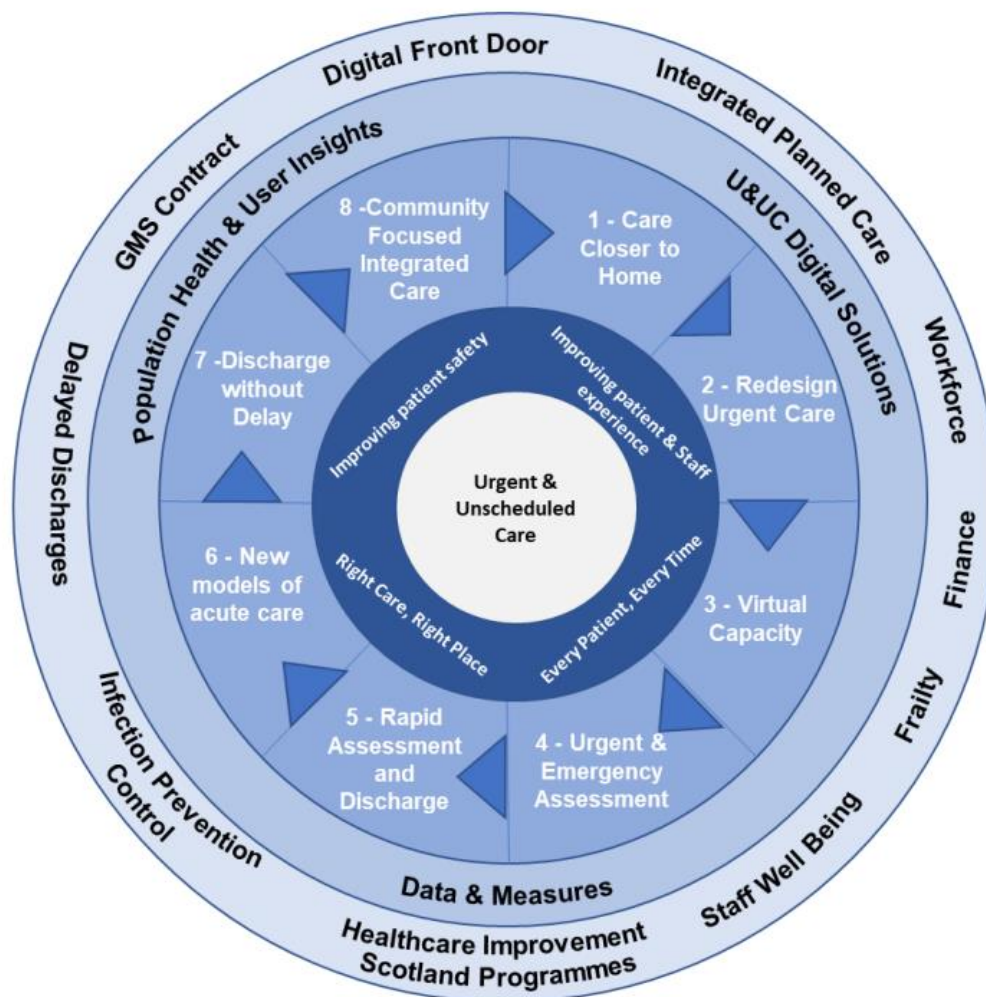 Digital Front Door
Integrated Planned Care
Workforce
Finance
Frailty
Staff Well Being
Healthcare Improvement
Scotland Programmes
Infection Prevention
Control
Delayed Discharges
GMS Contract
Population Health & User Insights
U&UC Digital Solutions
Data & Measures
1 - Care
Closer to
Home
2 - Redesign
Urgent Care
3 - Virtual
Capacity
4 - Urgent &
Emergency
Assessment
5 - Rapid
Assessment
and
Discharge
6 - New
models of
acute care
7 -Discharge
without
Delay
8 -Community
Focused
Integrated
Care
Improving patient safety
Improving patient & Staff
experience
Every Patient, Every Time
Right Care, Right Place
Urgent &
Unscheduled
Care